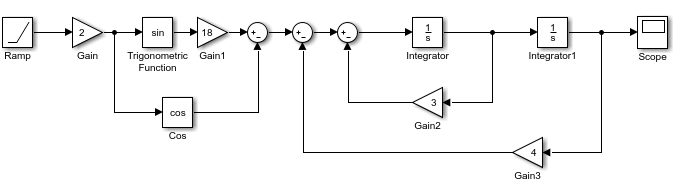 2
sin
18
+
−
+
−
+
−
1
s
1
s
Ramp
Gain
Trigonometric
Function
Gain1
Integrator
Integrator1
Scope
cos
Cos
3
Gain2
4
Gain3